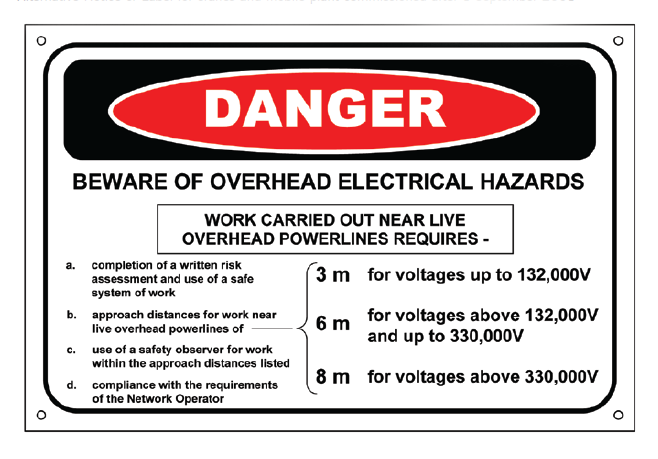 DANGER
BEWARE OF OVERHEAD ELECTRICAL HAZARDS
WORK CARRIED OUT NEAR LIVE
OVERHEAD POWERLINES REQUIRES -
a. completion of a written risk
assessment and use of a safe
system of work
b. approach distances for work near
live overhead powerlines of
c. use of a safety observer for work
within the approach distances listed
d. compliance with the requirements
of the Network Operator
3 m for voltages up to 132,000V
6 m for voltages above 132,000V
and up to 330,000V
8 m for voltages above 330,000V